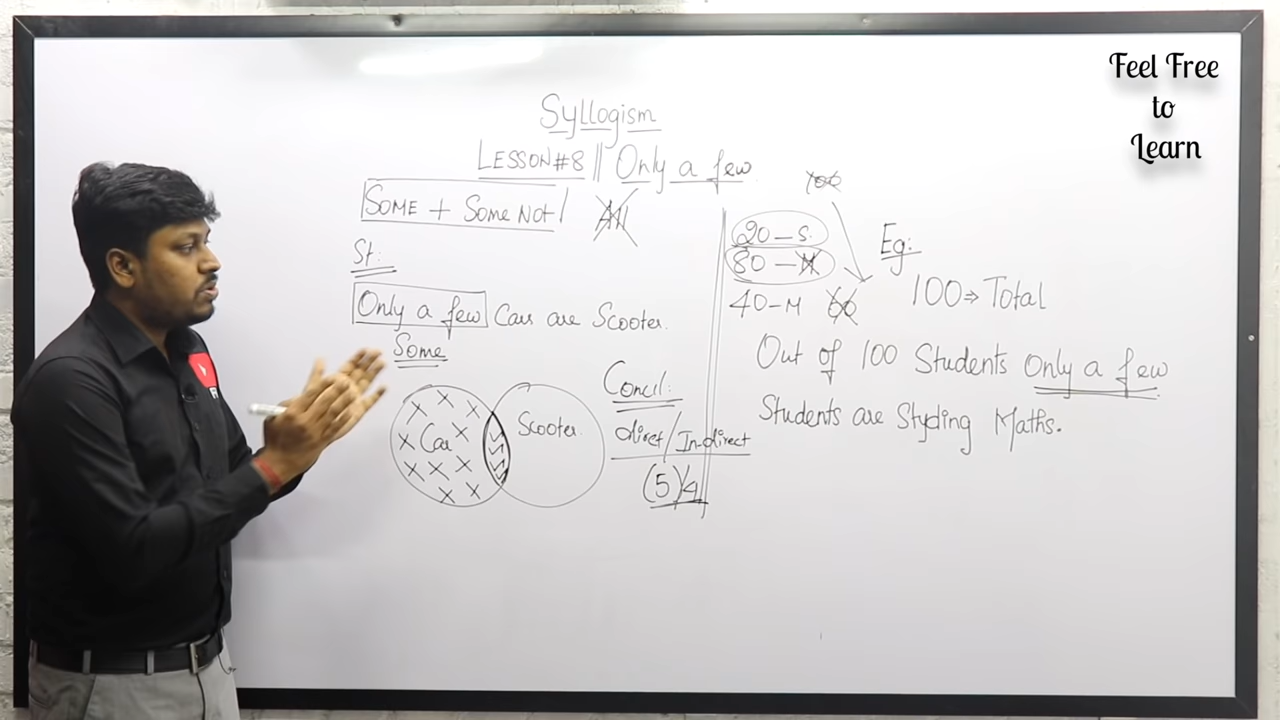 Feel Free
to
Learn
Syllogism
LESSON#8 || Only a few
SOME + Some Not
All
St:
Only a few Cars are Scooter.
Some
Car
Scooter
Concl:
direct/In-direct
(5)/4
100
20-S
80-N
40-M 60
Eg:
100⇒Total
Out of 100 Students Only a few
Students are Styding Maths.